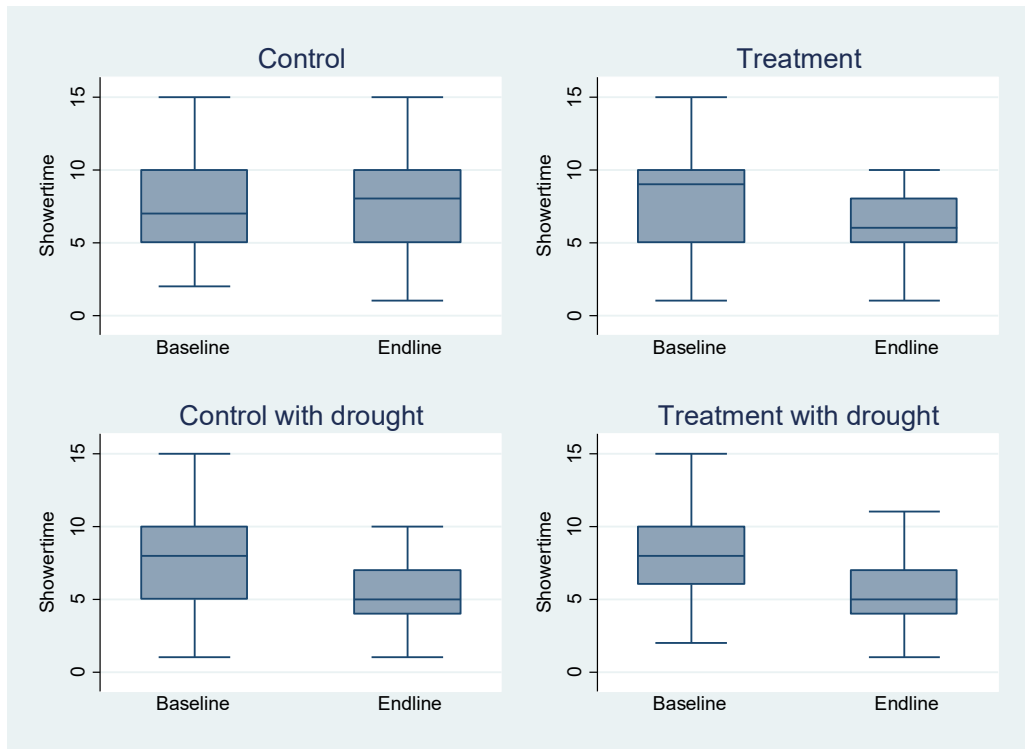 Control
Treatment
Showertime
15
10
5
0
Baseline
Endline
Showertime
15
10
5
0
Baseline
Endline
Control with drought
Treatment with drought
Showertime
15
10
5
0
Baseline
Endline
Showertime
15
10
5
0
Baseline
Endline